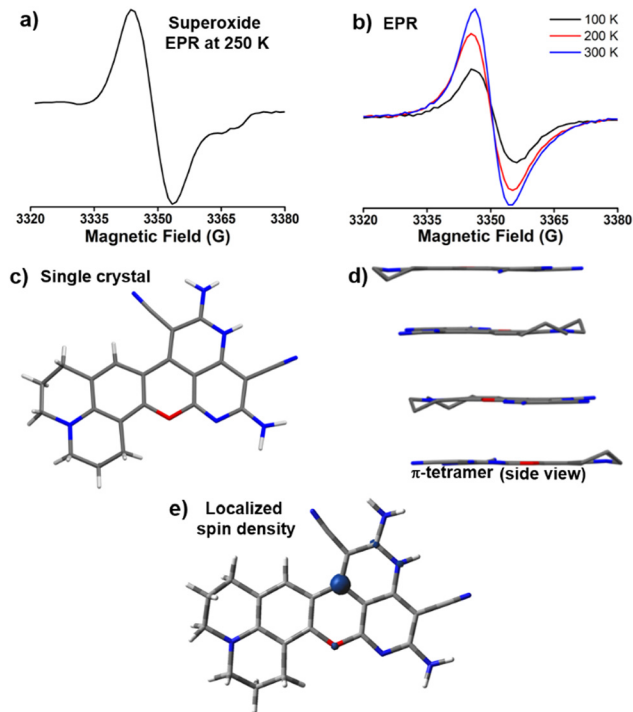 a) Superoxide
EPR at 250 K
3320 3335 3350 3365 3380
Magnetic Field (G)
b) EPR
100 K
200 K
300 K
3320 3335 3350 3365 3380
Magnetic Field (G)
c) Single crystal
d)
π-tetramer (side view)
e) Localized
spin density